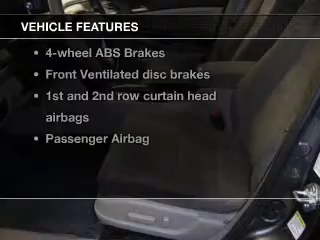 VEHICLE FEATURES
• 4-wheel ABS Brakes
• Front Ventilated disc brakes
• 1st and 2nd row curtain head
airbags
• Passenger Airbag